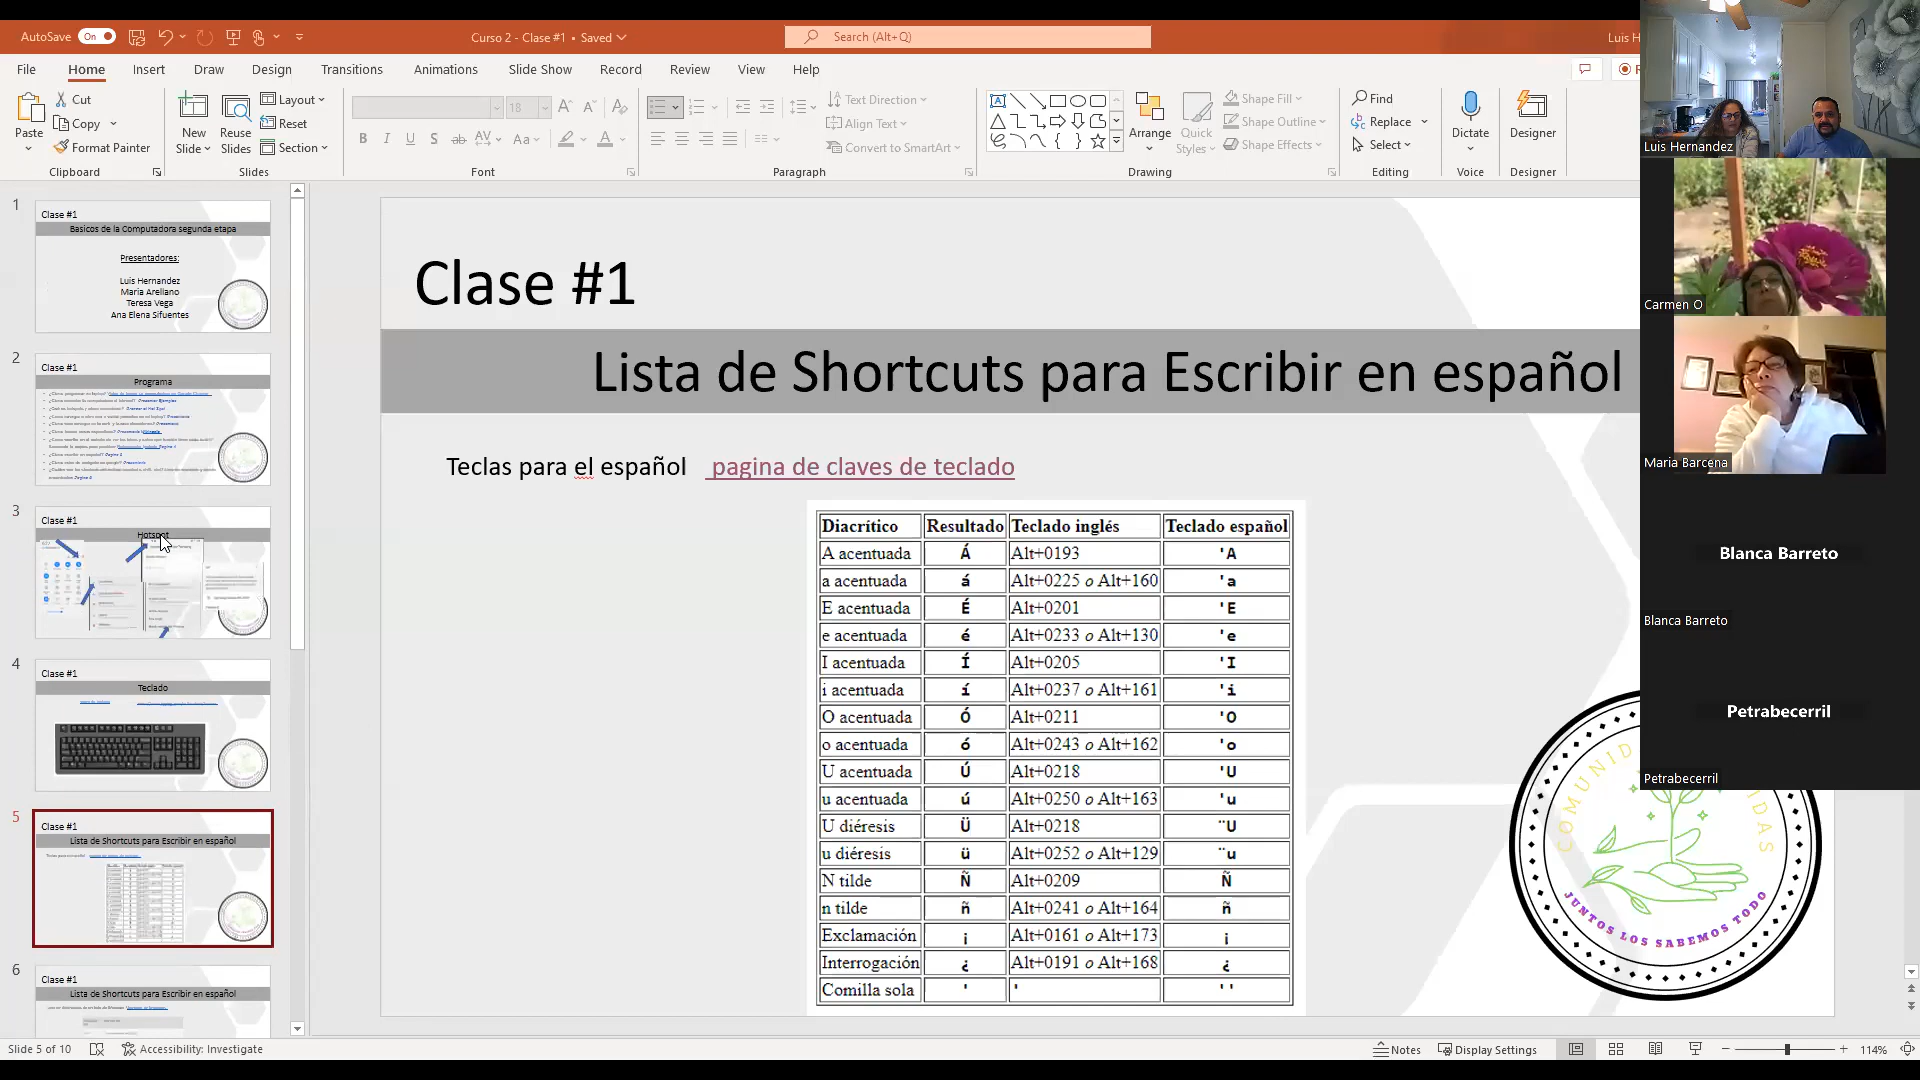 AutoSave On
Curso 2 - Clase #1 • Saved
Search (Alt+Q)
Luis H
File Home Insert Draw Design Transitions Animations Slide Show Record Review View Help
Paste
Cut
Copy
Format Painter
Clipboard
New Slide
Reuse Slides
Layout
Reset
Section
Slides
18
Font
Text Direction
Align Text
Convert to SmartArt
Paragraph
Arrange
Quick Styles
Shape Fill
Shape Outline
Shape Effects
Drawing
Find
Replace
Select
Editing
Dictate
Voice
Designer
Designer
1
Clase #1
Basicos de la Computadora segunda etapa
Presentadores:
Luis Hernandez
Maria Arellano
Teresa Vega
Ana Elena Sifuentes
2
Clase #1
Programa
3
Clase #1
Hotspot
4
Clase #1
Teclado
5
Clase #1
Lista de Shortcuts para Escribir en español
6
Clase #1
Lista de Shortcuts para Escribir en español
Clase #1
Lista de Shortcuts para Escribir en español
Teclas para el español pagina de claves de teclado
Diacrítico Resultado Teclado inglés Teclado español
A acentuada Á Alt+0193 'A
a acentuada á Alt+0225 o Alt+160 'a
E acentuada É Alt+0201 'E
e acentuada é Alt+0233 o Alt+130 'e
I acentuada Í Alt+0205 'I
i acentuada í Alt+0237 o Alt+161 'i
O acentuada Ó Alt+0211 'O
o acentuada ó Alt+0243 o Alt+162 'o
U acentuada Ú Alt+0218 'U
u acentuada ú Alt+0250 o Alt+163 'u
U diéresis Ü Alt+0218 ¨U
u diéresis ü Alt+0252 o Alt+129 ¨u
N tilde Ñ Alt+0209 Ñ
n tilde ñ Alt+0241 o Alt+164 ñ
Exclamación ¡ Alt+0161 o Alt+173 ¡
Interrogación ¿ Alt+0191 o Alt+168 ¿
Comilla sola ' ' ''
JUNTOS LOS SABEMOS TODO
Luis Hernandez
Carmen O
Maria Barcena
Blanca Barreto
Blanca Barreto
Petrabecerril
Petrabecerril
Slide 5 of 10
Accessibility: Investigate
Notes
Display Settings
114%